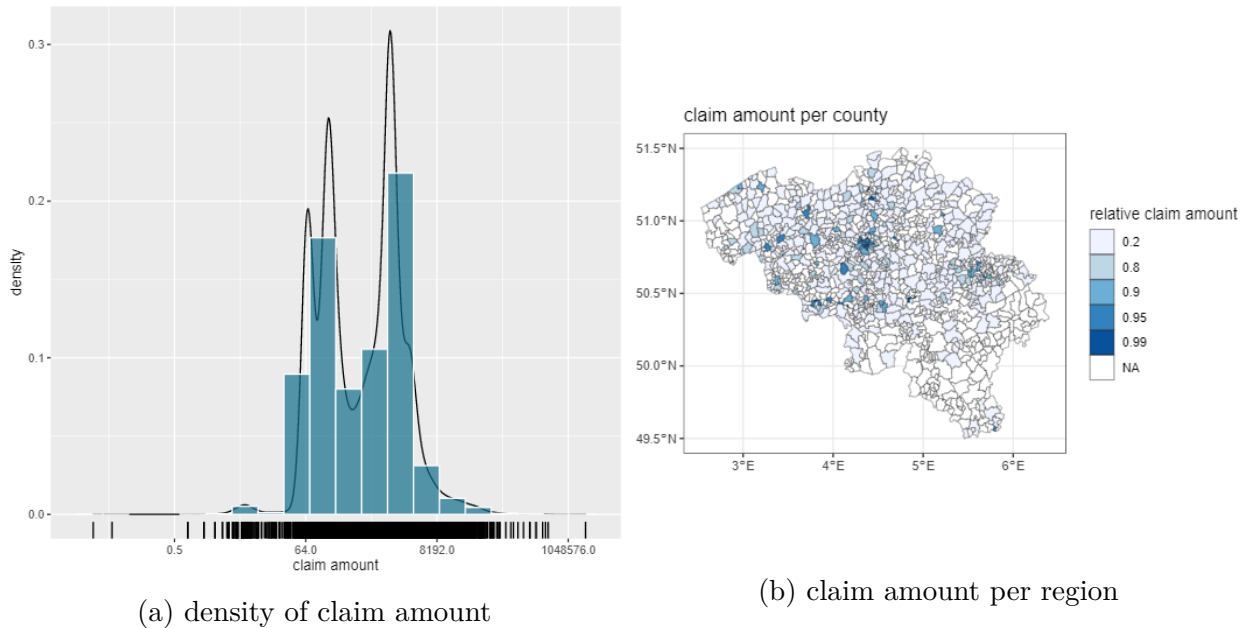 0.3
0.2
0.1
0.0
density
0.5
64.0
8192.0
1048576.0
claim amount
(a) density of claim amount
claim amount per county
51.5°N
51.0°N
50.5°N
50.0°N
49.5°N
3°E
4°E
5°E
6°E
relative claim amount
0.2
0.8
0.9
0.95
0.99
NA
(b) claim amount per region